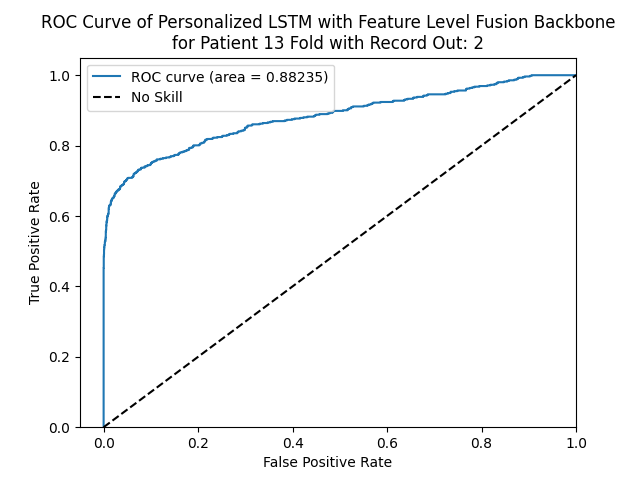 ROC Curve of Personalized LSTM with Feature Level Fusion Backbone
for Patient 13 Fold with Record Out: 2
ROC curve (area = 0.88235)
No Skill
True Positive Rate
1.0
0.8
0.6
0.4
0.2
0.0
0.0 0.2 0.4 0.6 0.8 1.0
False Positive Rate